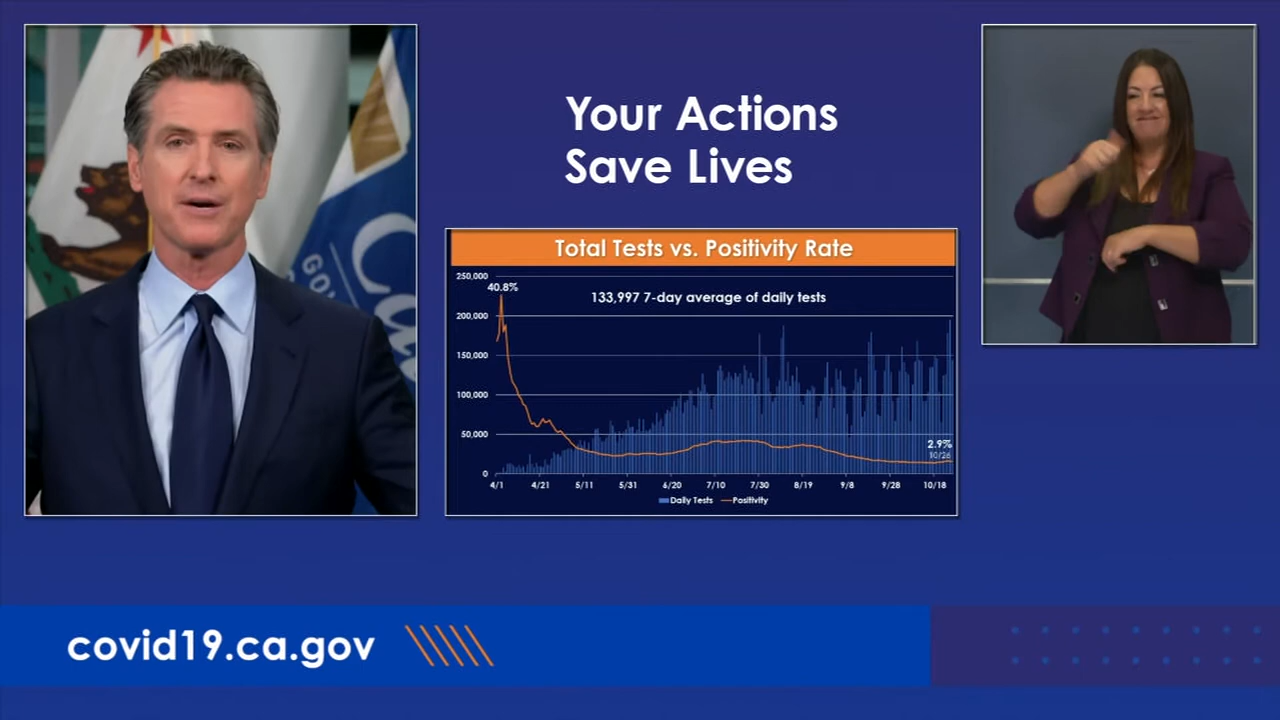 Your Actions
Save Lives
Total Tests vs. Positivity Rate
250,000
40.8%
133,997 7-day average of daily tests
200,000
150,000
100,000
50,000
2.9%
10/26
0
4/1 4/21 5/11 5/31 6/20 7/10 7/30 8/19 9/8 9/28 10/18
Daily Tests Positivity
covid19.ca.gov